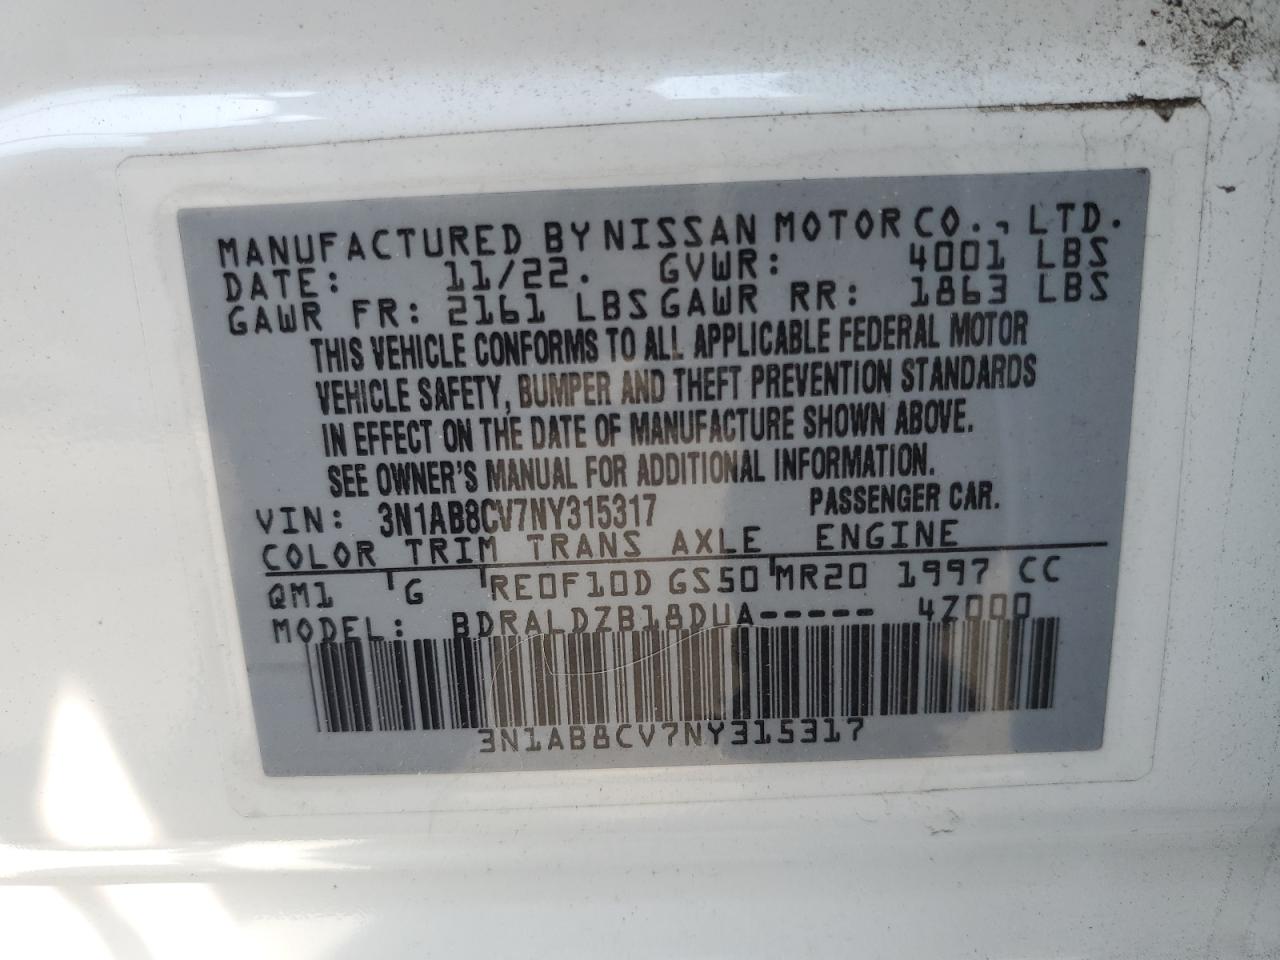 MANUFACTURED BY NISSAN MOTOR CO., LTD.
DATE: 11/22. GVWR: 4001 LBS
GAWR FR: 2161 LBS GAWR RR: 1863 LBS
THIS VEHICLE CONFORMS TO ALL APPLICABLE FEDERAL MOTOR
VEHICLE SAFETY, BUMPER AND THEFT PREVENTION STANDARDS
IN EFFECT ON THE DATE OF MANUFACTURE SHOWN ABOVE.
SEE OWNER'S MANUAL FOR ADDITIONAL INFORMATION.
VIN: 3N1AB8CV7NY315317 PASSENGER CAR.
COLOR TRIM TRANS AXLE ENGINE
QM1 G RE0F10D GS50 MR20 1997 CC
MODEL: BDRALDZB18DUA----- 4Z000
3N1AB8CV7NY315317